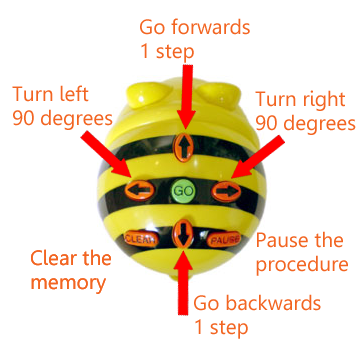 Go forwards
1 step
Turn left
90 degrees
Turn right
90 degrees
GO
CLEAR
PAUSE
Clear the
memory
Pause the
procedure
Go backwards
1 step